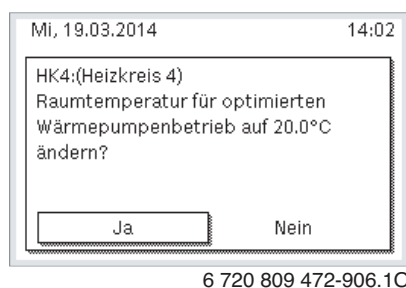 Mi, 19.03.2014 14:02
HK4:(Heizkreis 4)
Raumtemperatur für optimierten
Wärmepumpenbetrieb auf 20.0°C
ändern?
Ja Nein
6 720 809 472-906.1O